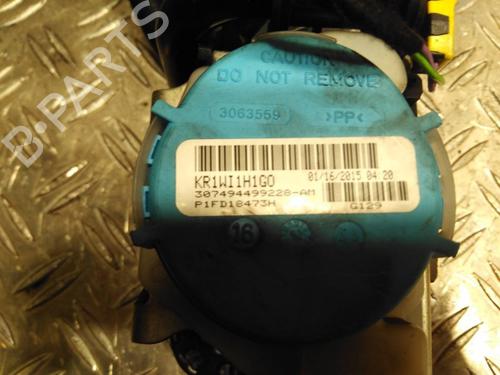 CAUTION
DO NOT REMOVE
3063559
>PP<
KR1WI1H1G0
01/16/2015 04:20
307494499228-AM
P1FD18473H
G129
16
B-PARTS